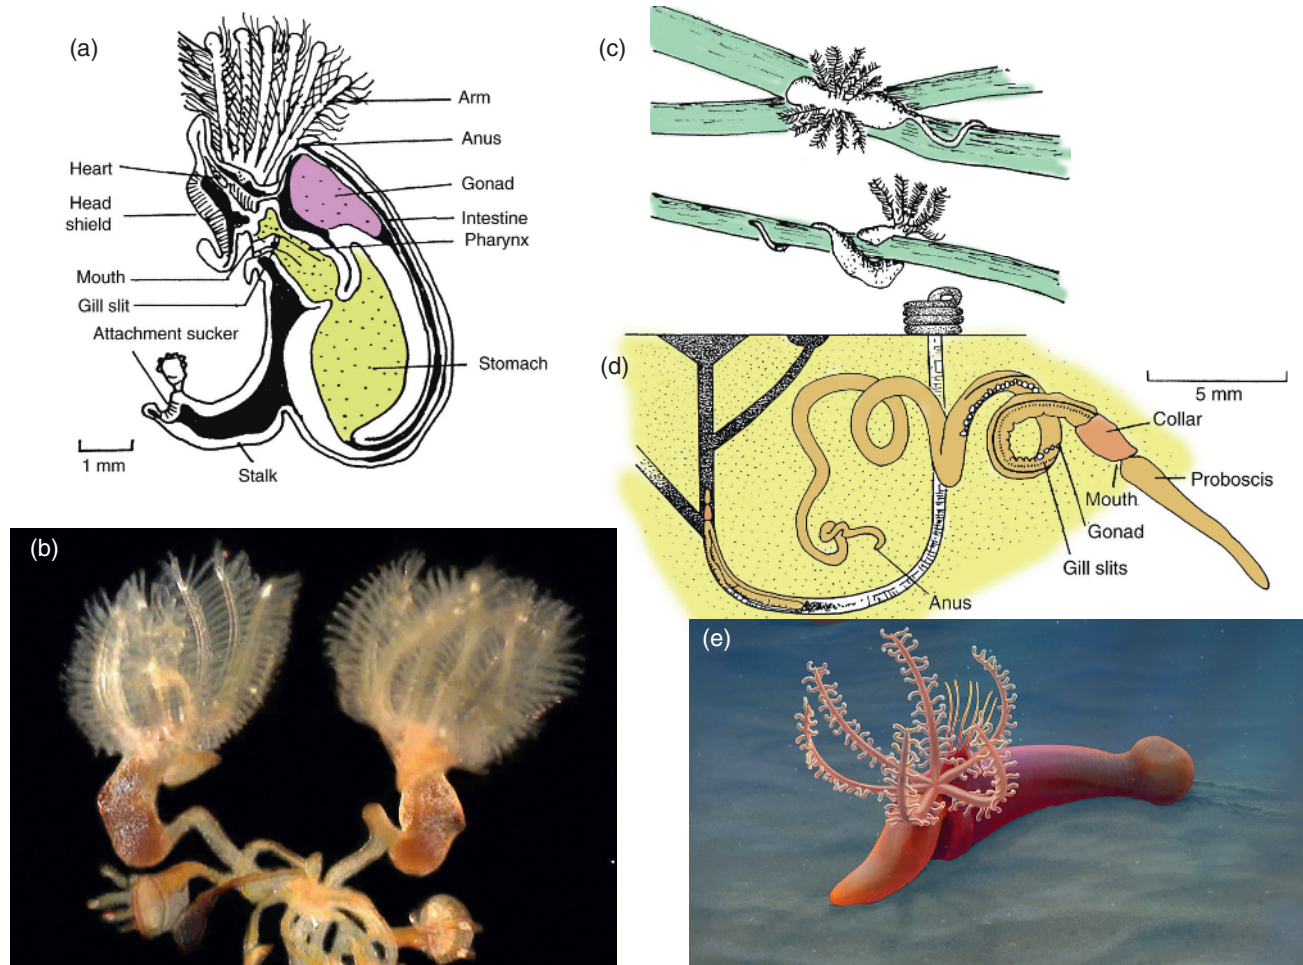 (a)
Arm
Anus
Heart
Gonad
Head
shield
Intestine
Pharynx
Mouth
Gill slit
Attachment sucker
Stomach
1 mm
Stalk
(b)
(c)
(d)
5 mm
Collar
Proboscis
Mouth
Gonad
Gill slits
Anus
(e)